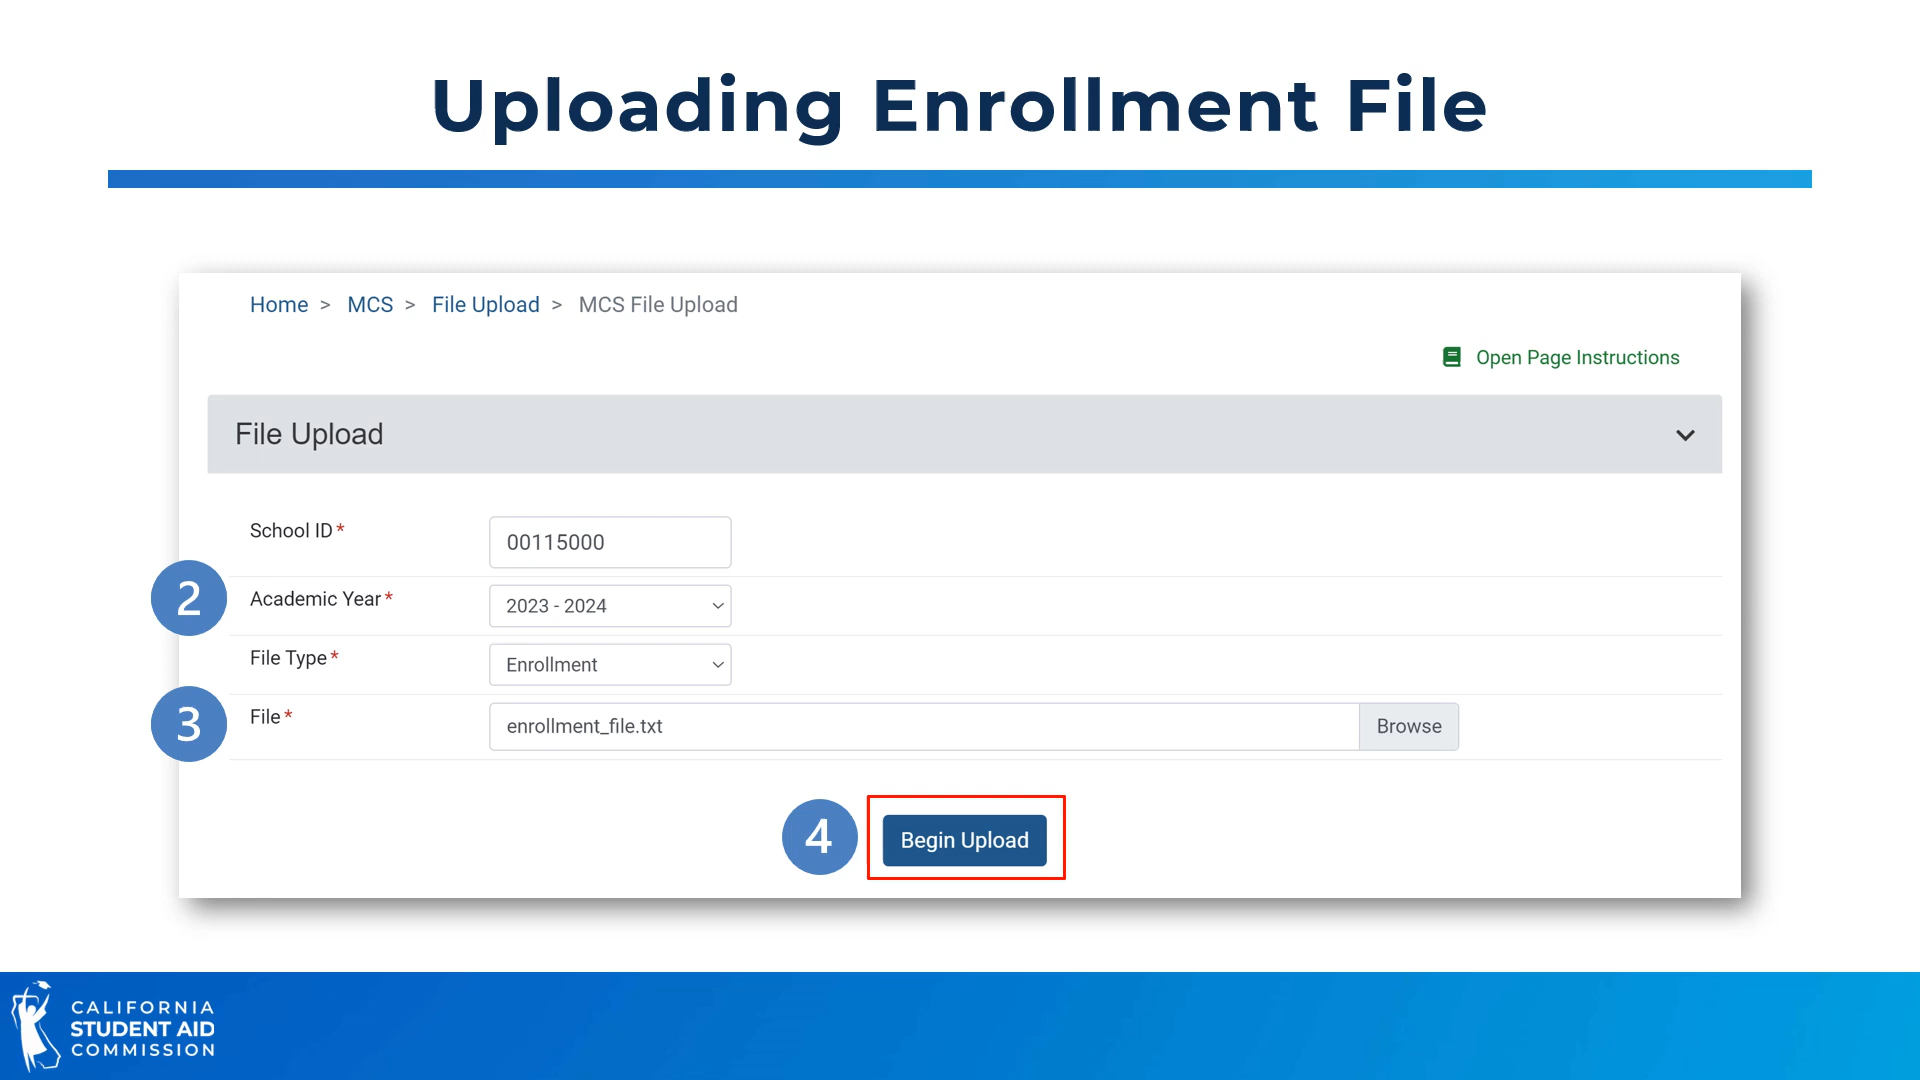 Uploading Enrollment File
Home > MCS > File Upload > MCS File Upload
Open Page Instructions
File Upload
School ID* 00115000
2 Academic Year* 2023 - 2024
File Type* Enrollment
3 File* enrollment_file.txt Browse
4 Begin Upload
CALIFORNIA
STUDENT AID
COMMISSION